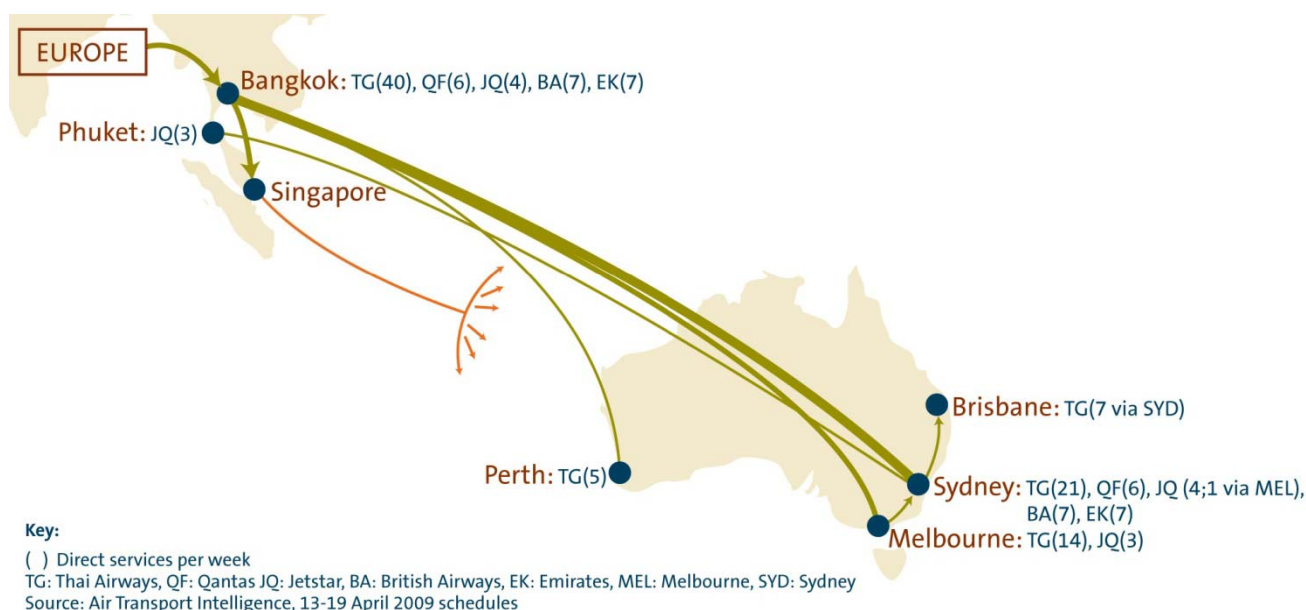 EUROPE
Bangkok: TG(40), QF(6), JQ(4), BA(7), EK(7)
Phuket: JQ(3)
Singapore
Brisbane: TG(7 via SYD)
Perth: TG(5)
Sydney: TG(21), QF(6), JQ (4;1 via MEL),
BA(7), EK(7)
Melbourne: TG(14), JQ(3)
Key:
( ) Direct services per week
TG: Thai Airways, QF: Qantas JQ: Jetstar, BA: British Airways, EK: Emirates, MEL: Melbourne, SYD: Sydney
Source: Air Transport Intelligence, 13-19 April 2009 schedules